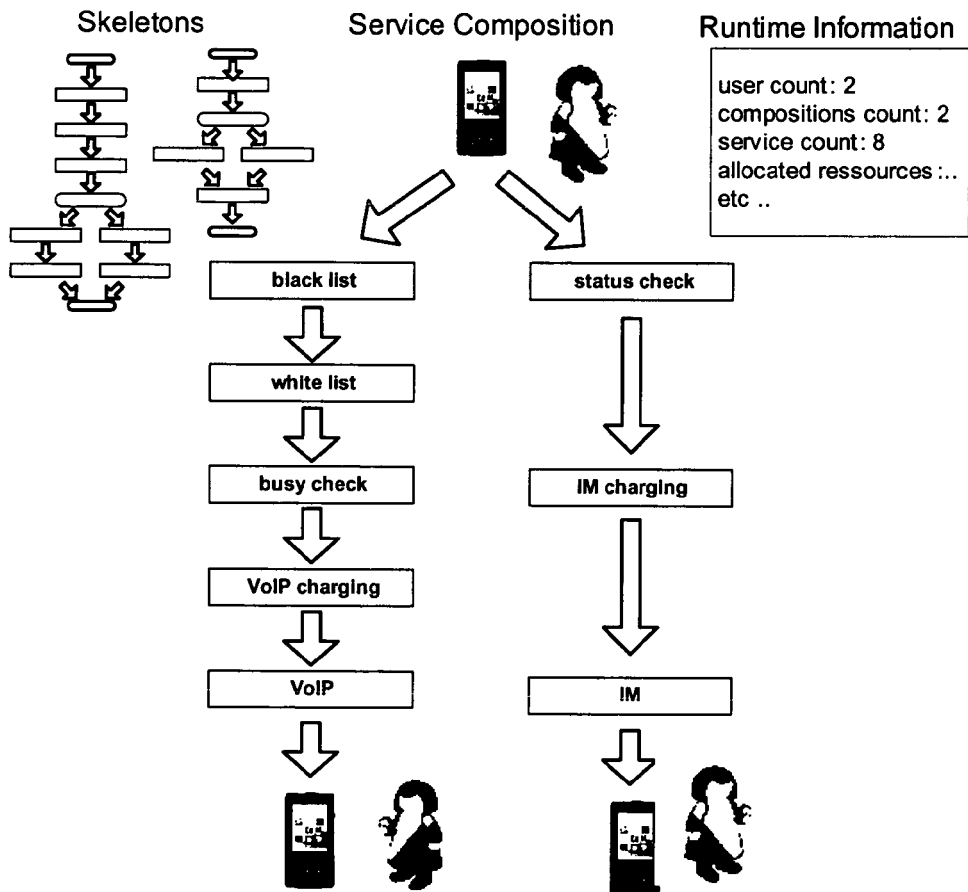 Skeletons
Service Composition
Runtime Information
user count: 2
compositions count: 2
service count: 8
allocated ressources :..
etc ..
black list
status check
white list
busy check
IM charging
VoIP charging
VoIP
IM